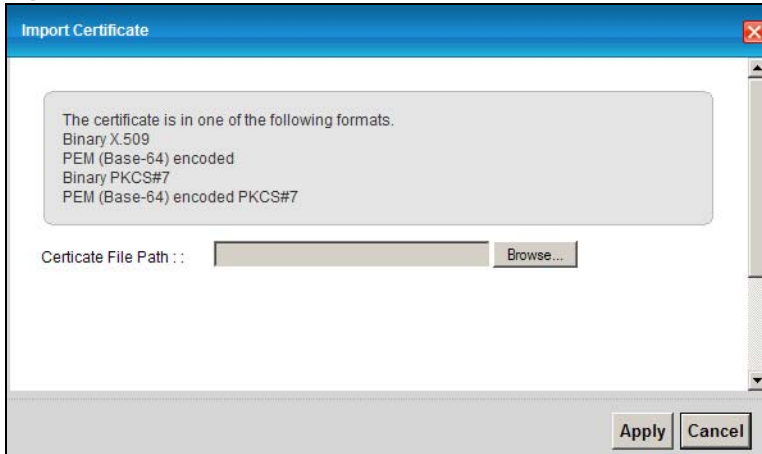 Import Certificate
The certificate is in one of the following formats.
Binary X.509
PEM (Base-64) encoded
Binary PKCS#7
PEM (Base-64) encoded PKCS#7
Certicate File Path : :
Browse...
Apply
Cancel